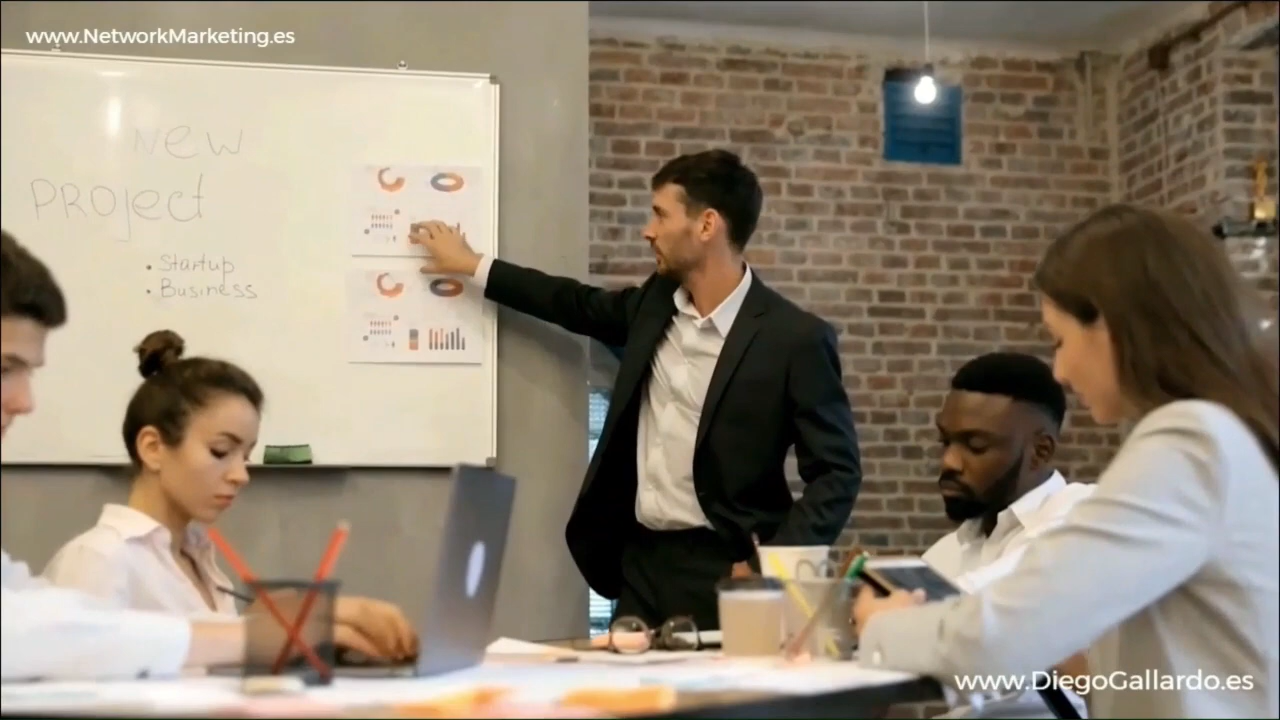 www.NetworkMarketing.es
New
PROject
• Startup
• Business
www.DiegoGallardo.es